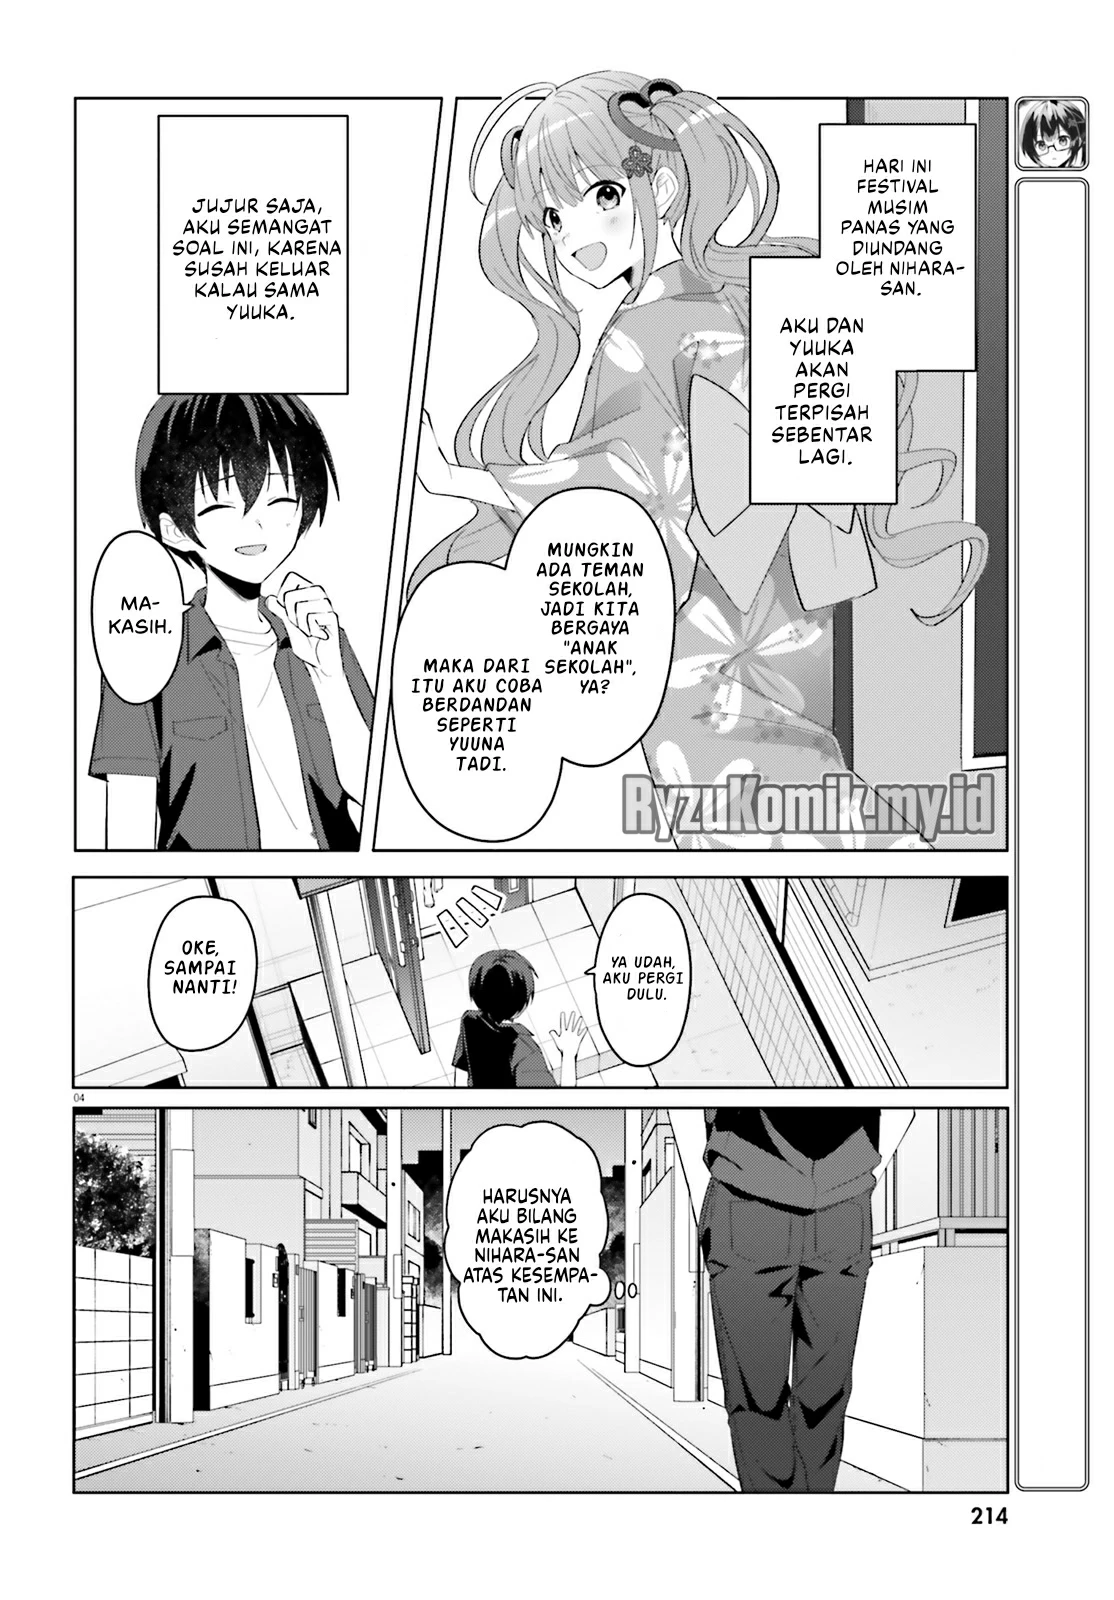 HARI INI
FESTIVAL
MUSIM
PANAS YANG
DIUNDANG
OLEH NIHARA-
SAN.
AKU DAN
YUUKA
AKAN
PERGI
TERPISAH
SEBENTAR
LAGI.
MUNGKIN
ADA TEMAN
SEKOLAH,
JADI KITA
BERGAYA
"ANAK
SEKOLAH",
YA?
MAKA DARI
ITU AKU COBA
BERDANDAN
SEPERTI
YUUNA
TADI.
JUJUR SAJA,
AKU SEMANGAT
SOAL INI, KARENA
SUSAH KELUAR
KALAU SAMA
YUUKA.
MA-
KASIH.
RyzuKomik.my.id
YA UDAH,
AKU PERGI
DULU.
OKE,
SAMPAI
NANTI!
04
HARUSNYA
AKU BILANG
MAKASIH KE
NIHARA-SAN
ATAS KESEMPA-
TAN INI.
214